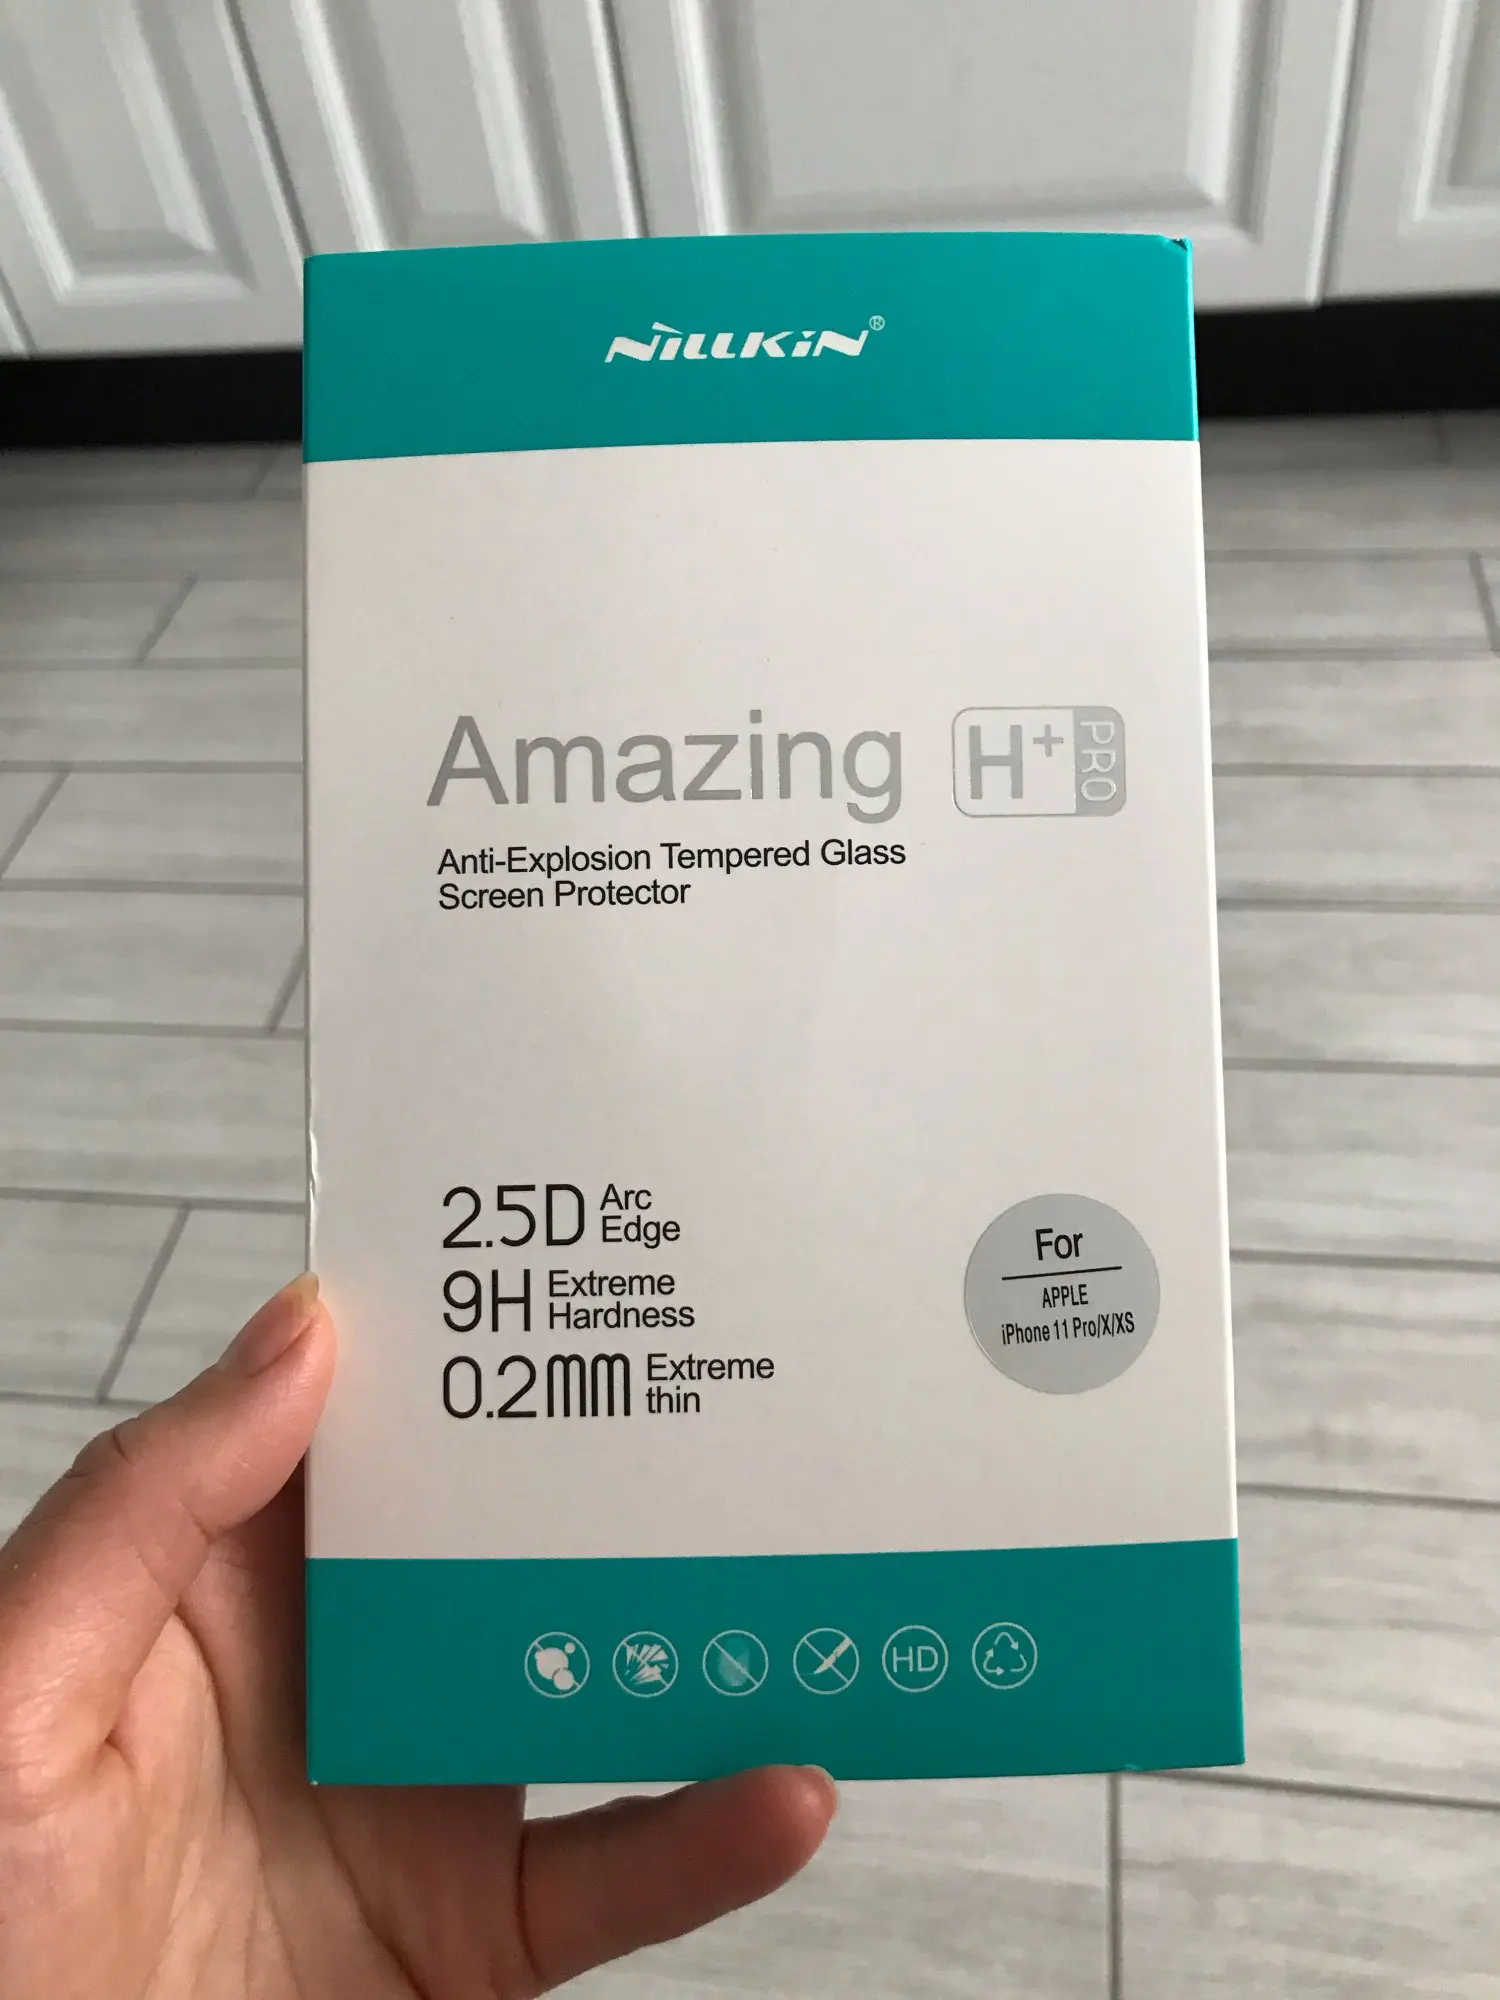 NiLLKiN®
Amazing H+ PRO
Anti-Explosion Tempered Glass
Screen Protector
2.5D Arc
Edge
9H Extreme
Hardness
0.2mm Extreme
thin
For
APPLE
iPhone 11 Pro/X/XS
HD